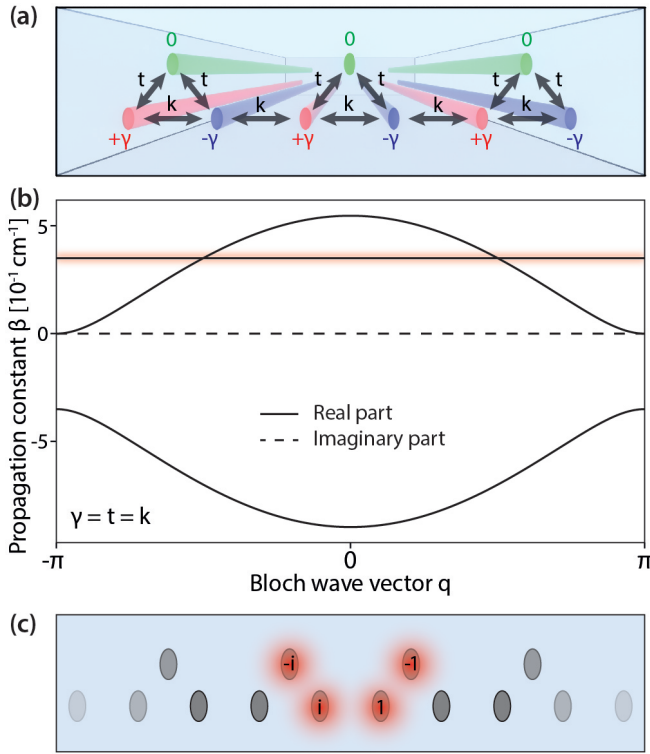 (a)
0 0 0
t t t t t t
k k k k k
+γ -γ +γ -γ +γ -γ
(b)
Propagation constant β [10⁻¹ cm⁻¹]
5
0
-5
Real part
Imaginary part
γ = t = k
-π 0 π
Bloch wave vector q
(c)
-i -1
i 1